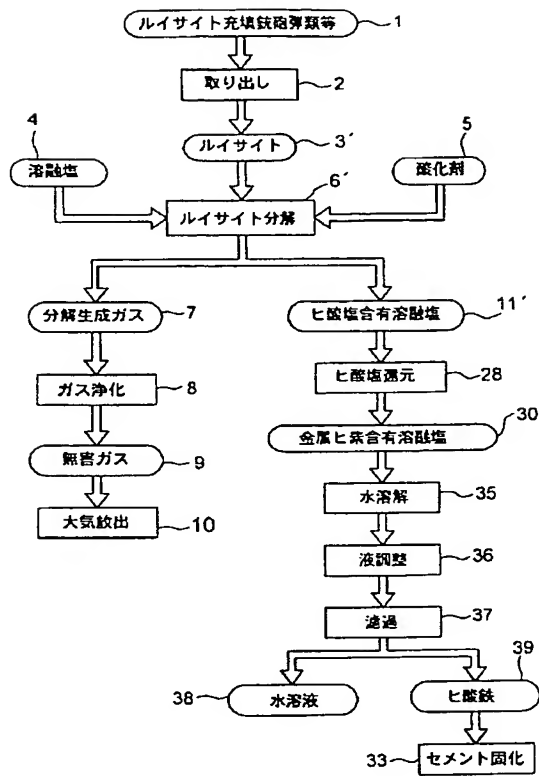 ルイサイト充填銃砲弾類等
1
取り出し
2
ルイサイト
3´
4
溶融塩
5
酸化剤
6´
ルイサイト分解
分解生成ガス
7
ヒ酸塩含有溶融塩
11´
ガス浄化
8
ヒ酸塩還元
28
無害ガス
9
金属ヒ素含有溶融塩
30
大気放出
10
水溶解
35
液調整
36
濾過
37
38
水溶液
39
ヒ酸鉄
33
セメント固化